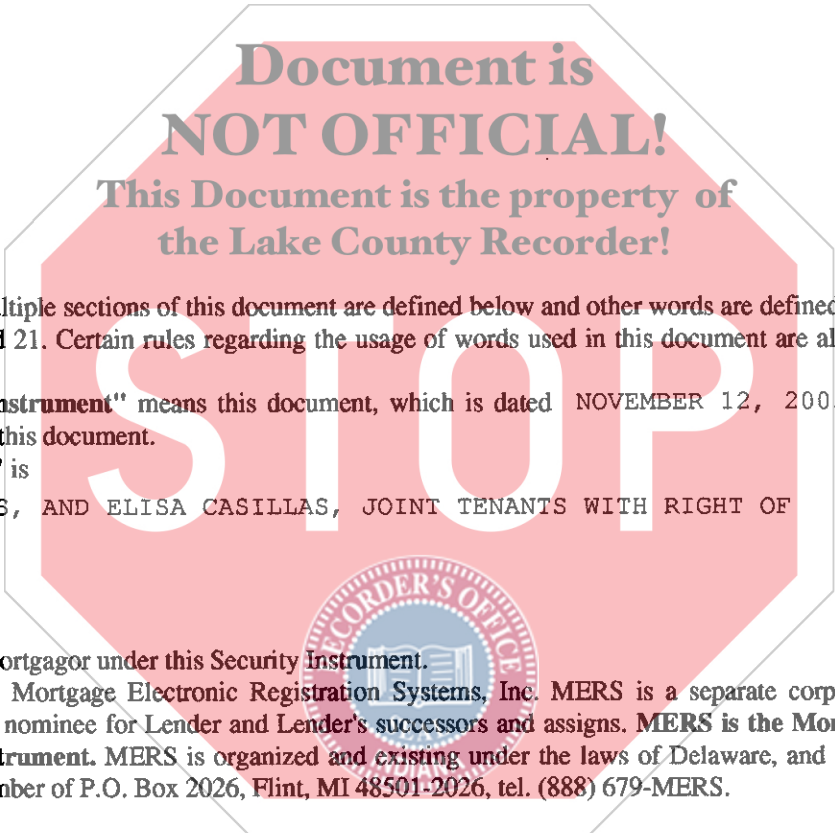 Document is
NOT OFFICIAL!
This Document is the property of
the Lake County Recorder!
ltiple sections of this document are defined below and other words are defined
d 21. Certain rules regarding the usage of words used in this document are al
nstrument" means this document, which is dated NOVEMBER 12, 200
this document.
" is
S, AND ELISA CASILLAS, JOINT TENANTS WITH RIGHT OF
STOP
RECORDER'S OFFICE
ortgagor under this Security Instrument.
Mortgage Electronic Registration Systems, Inc. MERS is a separate corp
nominee for Lender and Lender's successors and assigns. MERS is the Mo
trument. MERS is organized and existing under the laws of Delaware, and
nber of P.O. Box 2026, Flint, MI 48501-2026, tel. (888) 679-MERS.